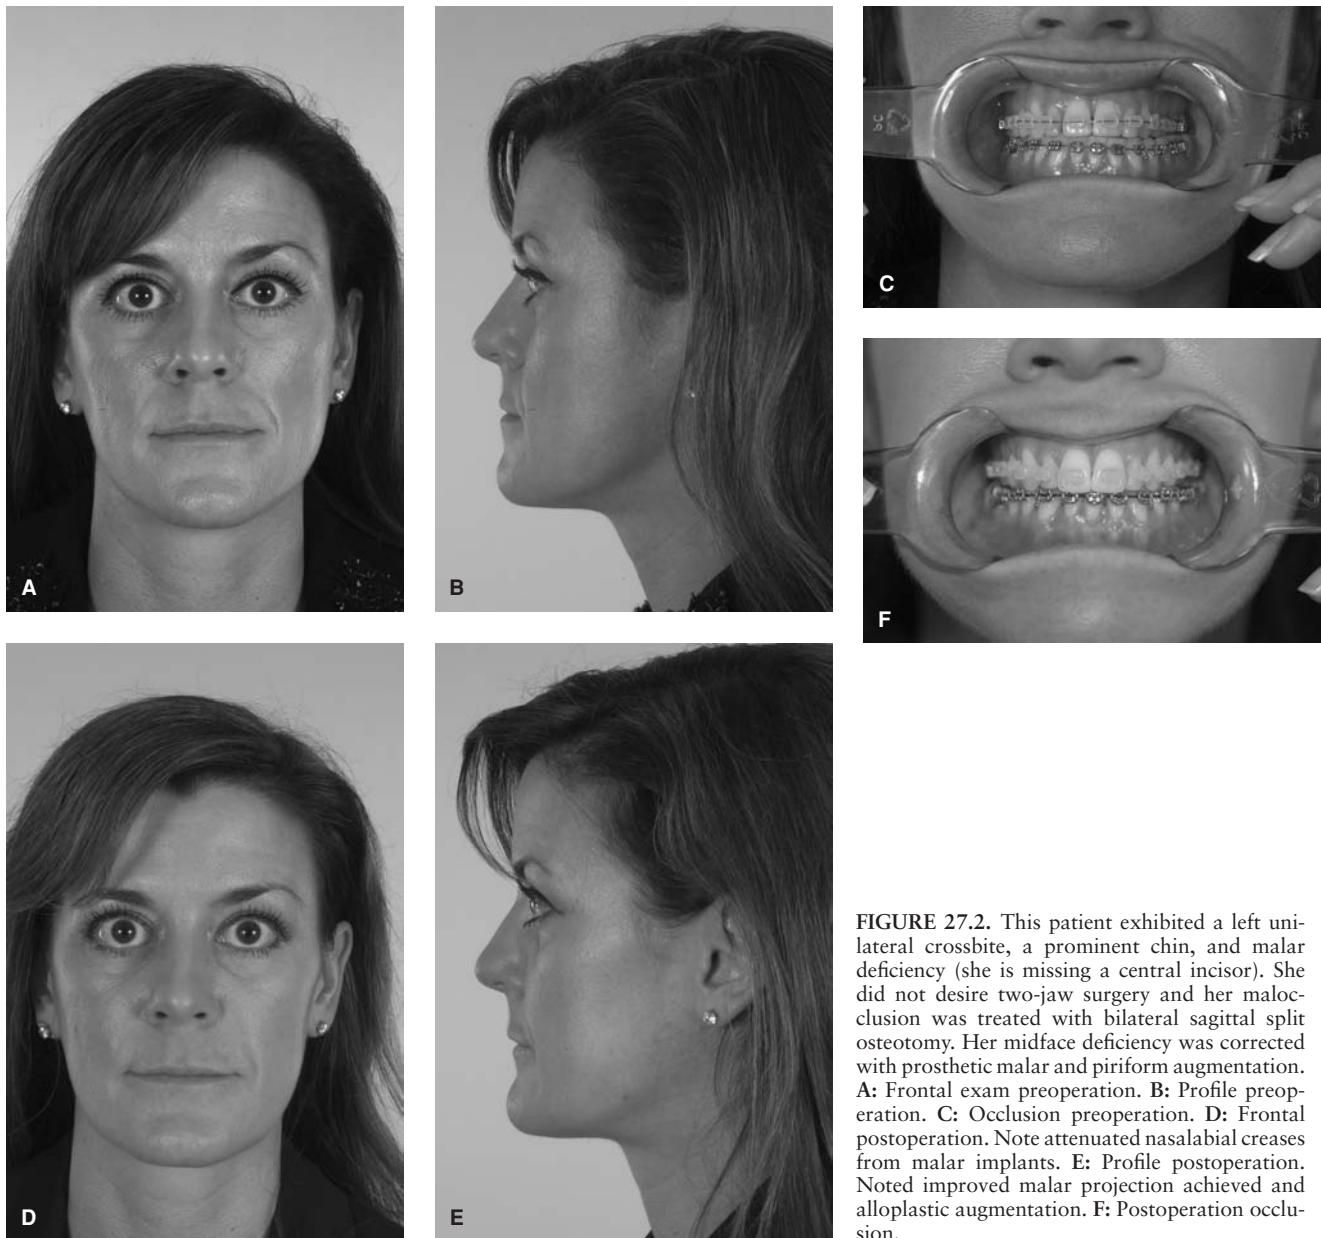 A
B
C
F
D
E
FIGURE 27.2. This patient exhibited a left uni-
lateral crossbite, a prominent chin, and malar
deficiency (she is missing a central incisor). She
did not desire two-jaw surgery and her maloc-
clusion was treated with bilateral sagittal split
osteotomy. Her midface deficiency was corrected
with prosthetic malar and piriform augmentation.
A: Frontal exam preoperation. B: Profile preop-
eration. C: Occlusion preoperation. D: Frontal
postoperation. Note attenuated nasalabial creases
from malar implants. E: Profile postoperation.
Noted improved malar projection achieved and
alloplastic augmentation. F: Postoperation occlu-
sion.